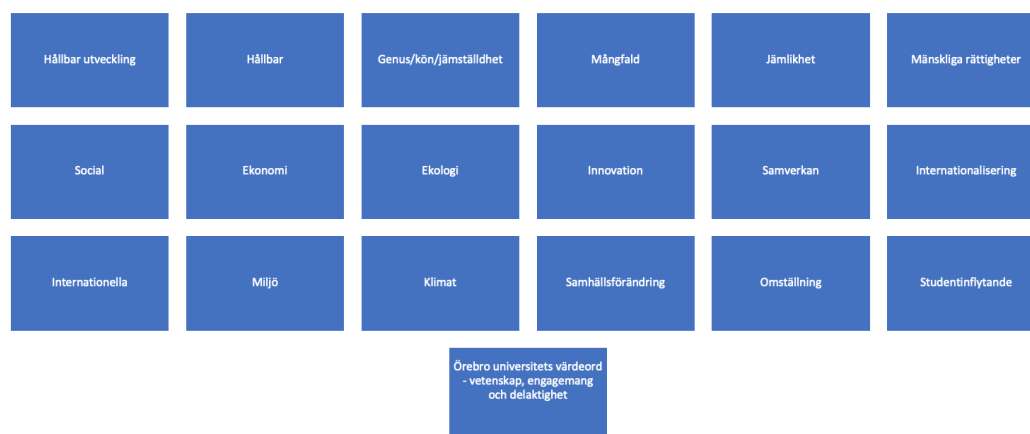 Hållbar utveckling
Hållbar
Genus/kön/jämställdhet
Mångfald
Jämlikhet
Mänskliga rättigheter
Social
Ekonomi
Ekologi
Innovation
Samverkan
Internationalisering
Internationella
Miljö
Klimat
Samhällsförändring
Omställning
Studentinflytande
Örebro universitets värdeord
- vetenskap, engagemang
och delaktighet